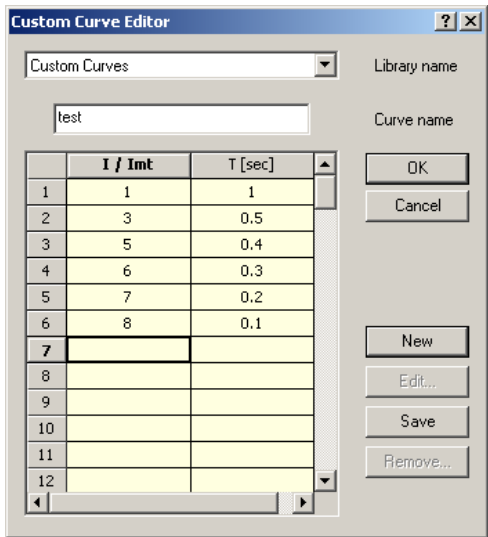 Custom Curve Editor
Custom Curves
Library name
test
Curve name
I / Imt T [sec]
1 1 1
2 3 0.5
3 5 0.4
4 6 0.3
5 7 0.2
6 8 0.1
7
8
9
10
11
12
OK
Cancel
New
Edit...
Save
Remove...